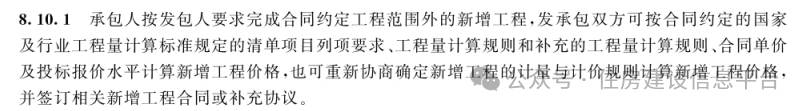 8.10.1 承包人按发包人要求完成合同约定工程范围外的新增工程，发承包双方可按合同约定的国家
及行业工程量计算标准规定的清单项目列项要求、工程量计算规则和补充的工程量计算规则、合同单价
及投标报价水平计算新增工程价格，也可重新协商确定新增工程的计量与计价规则计算新增工程价格，
并签订相关新增工程合同或补充协议。
公众号·住房建设信息平台